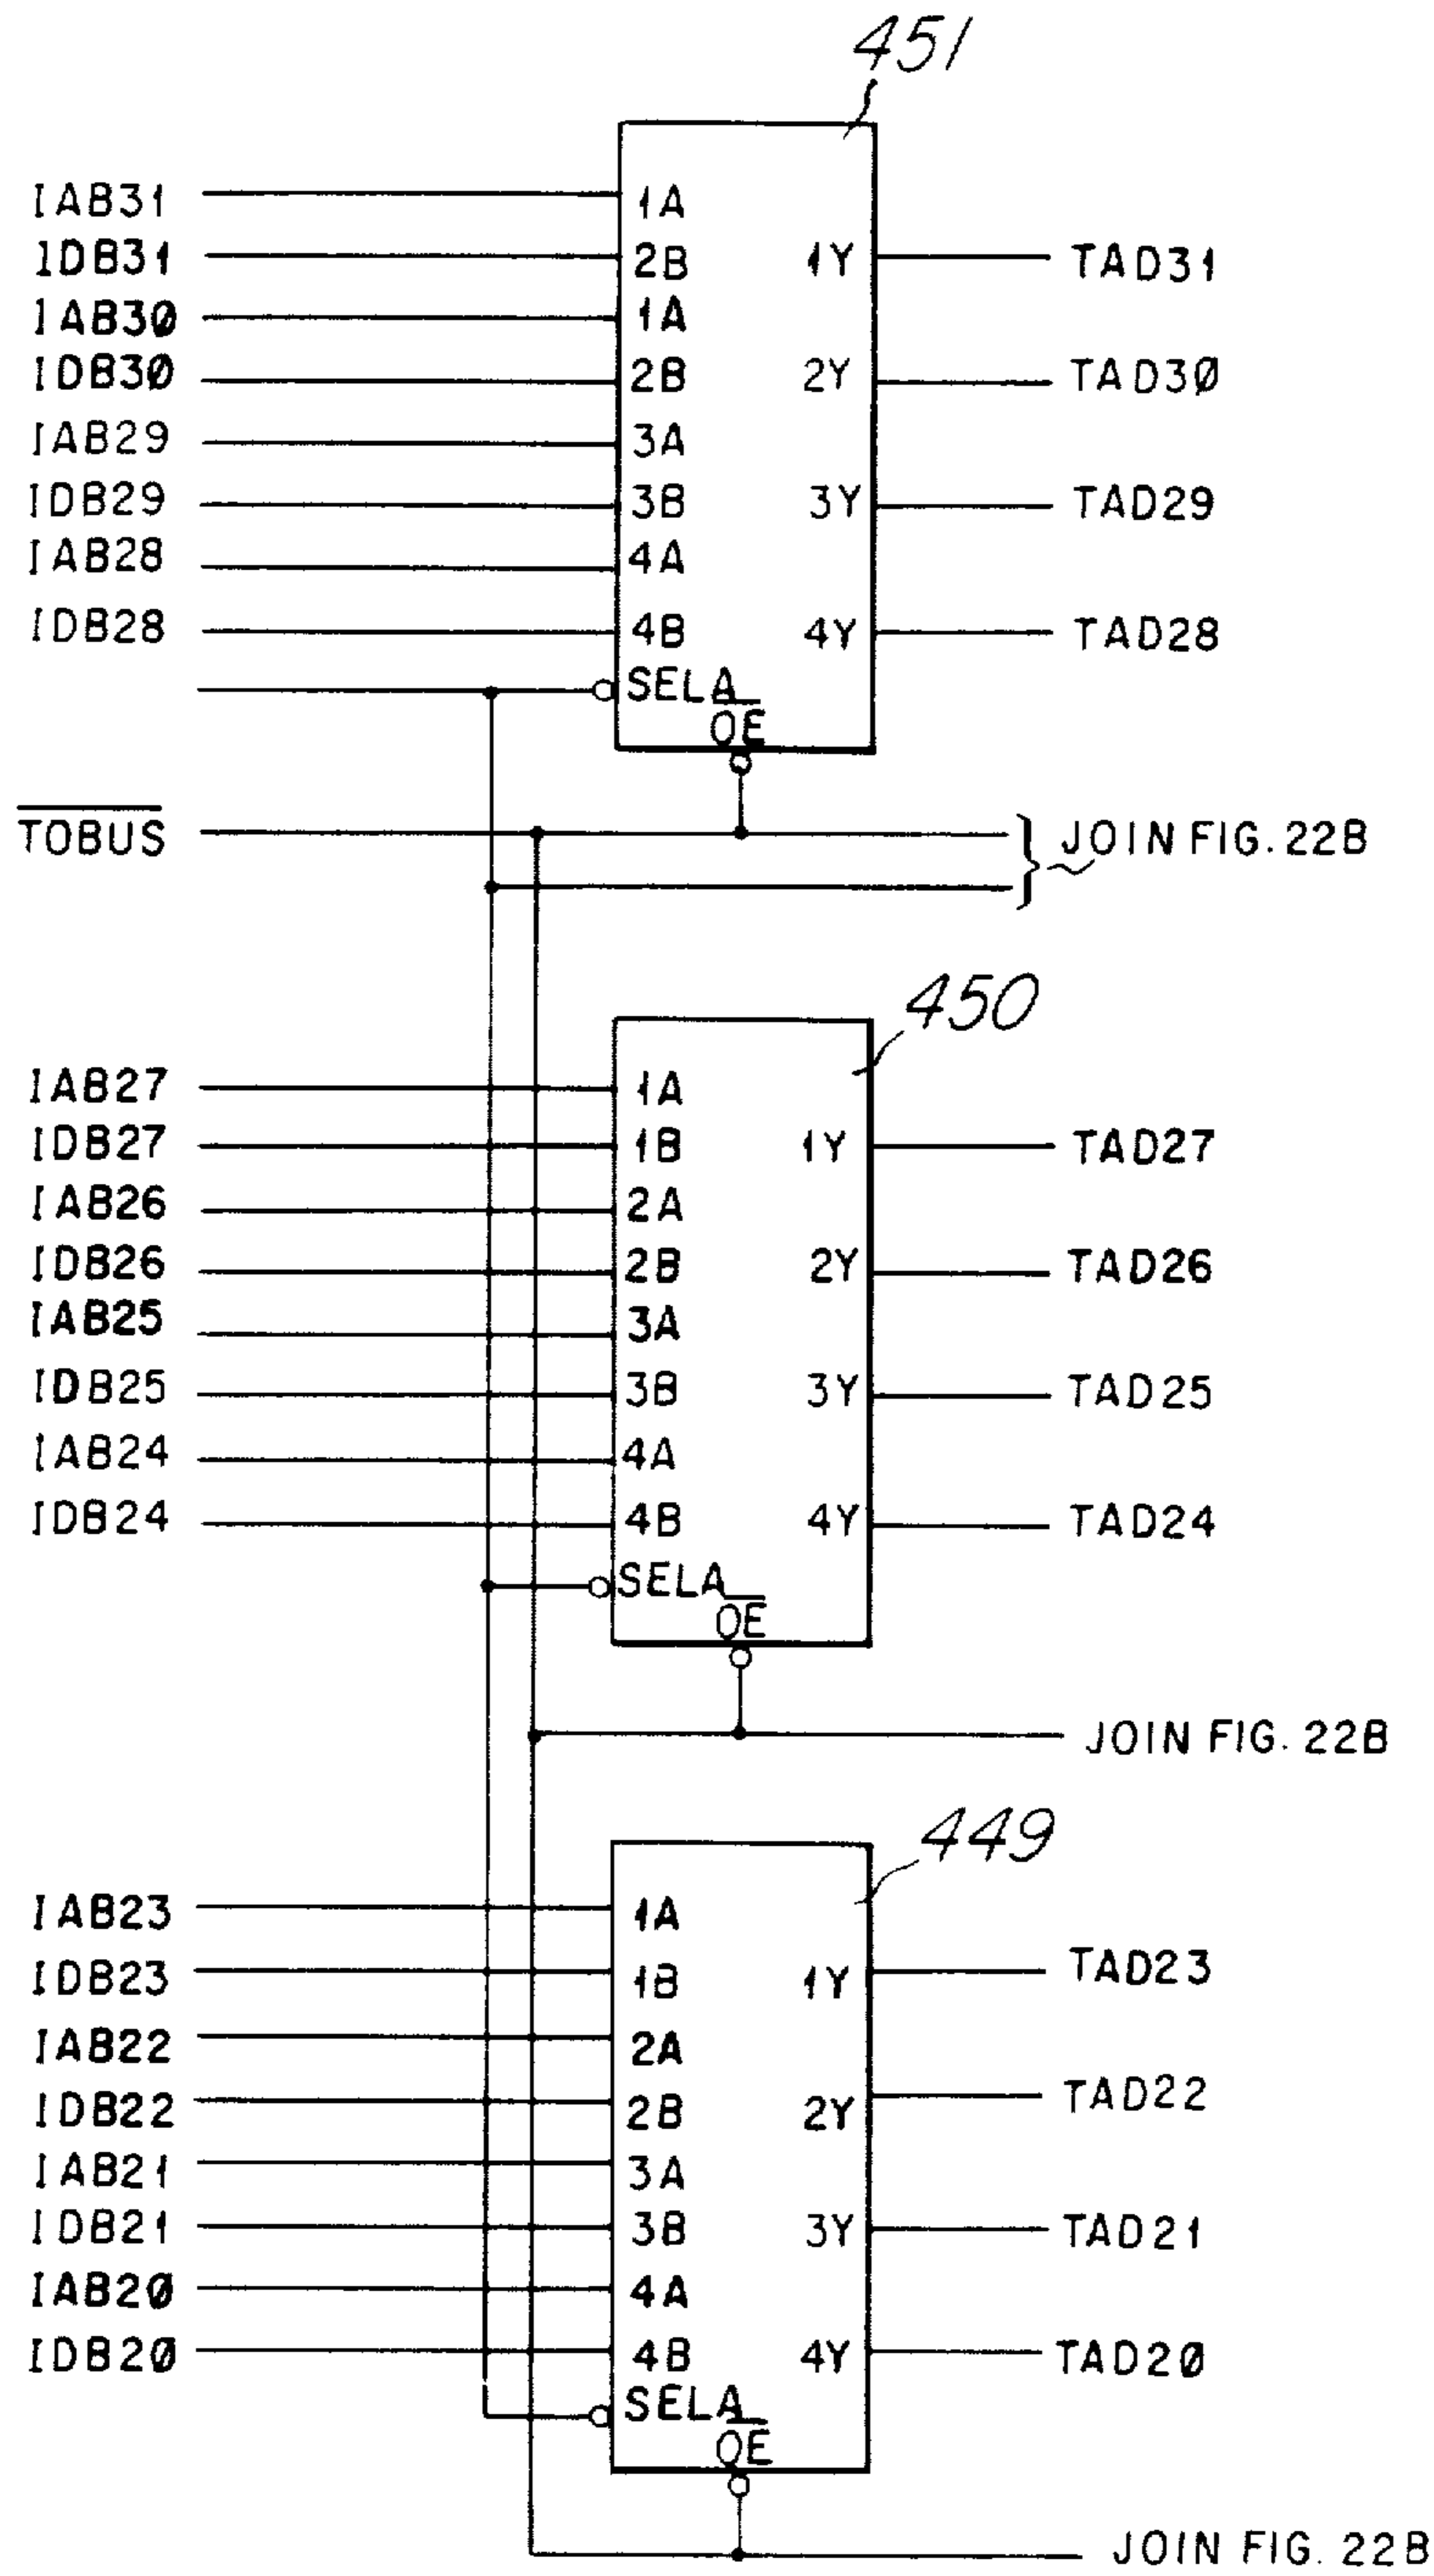 451
IAB31 1A
IDB31 2B 1Y TAD31
IAB30 1A
IDB30 2B 2Y TAD30
IAB29 3A
IDB29 3B 3Y TAD29
IAB28 4A
IDB28 4B 4Y TAD28
SELA
OE
TOBUS JOIN FIG. 22B
450
IAB27 1A
IDB27 1B 1Y TAD27
IAB26 2A
IDB26 2B 2Y TAD26
IAB25 3A
IDB25 3B 3Y TAD25
IAB24 4A
IDB24 4B 4Y TAD24
SELA
OE
JOIN FIG. 22B
449
IAB23 1A
IDB23 1B 1Y TAD23
IAB22 2A
IDB22 2B 2Y TAD22
IAB21 3A
IDB21 3B 3Y TAD21
IAB20 4A
IDB20 4B 4Y TAD20
SELA
OE
JOIN FIG. 22B